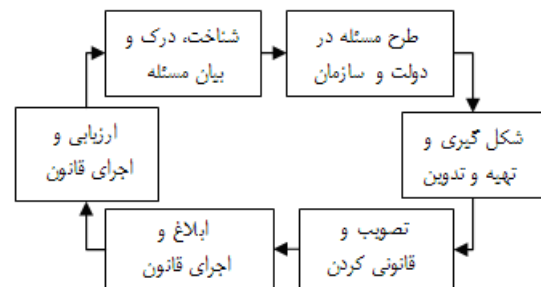 شناخت، درک و
بیان مسئله
طرح مسئله در
دولت و سازمان
شکل گیری و
تهیه و تدوین
تصویب و
قانونی کردن
ابلاغ و
اجرای قانون
ارزیابی و
اجرای قانون